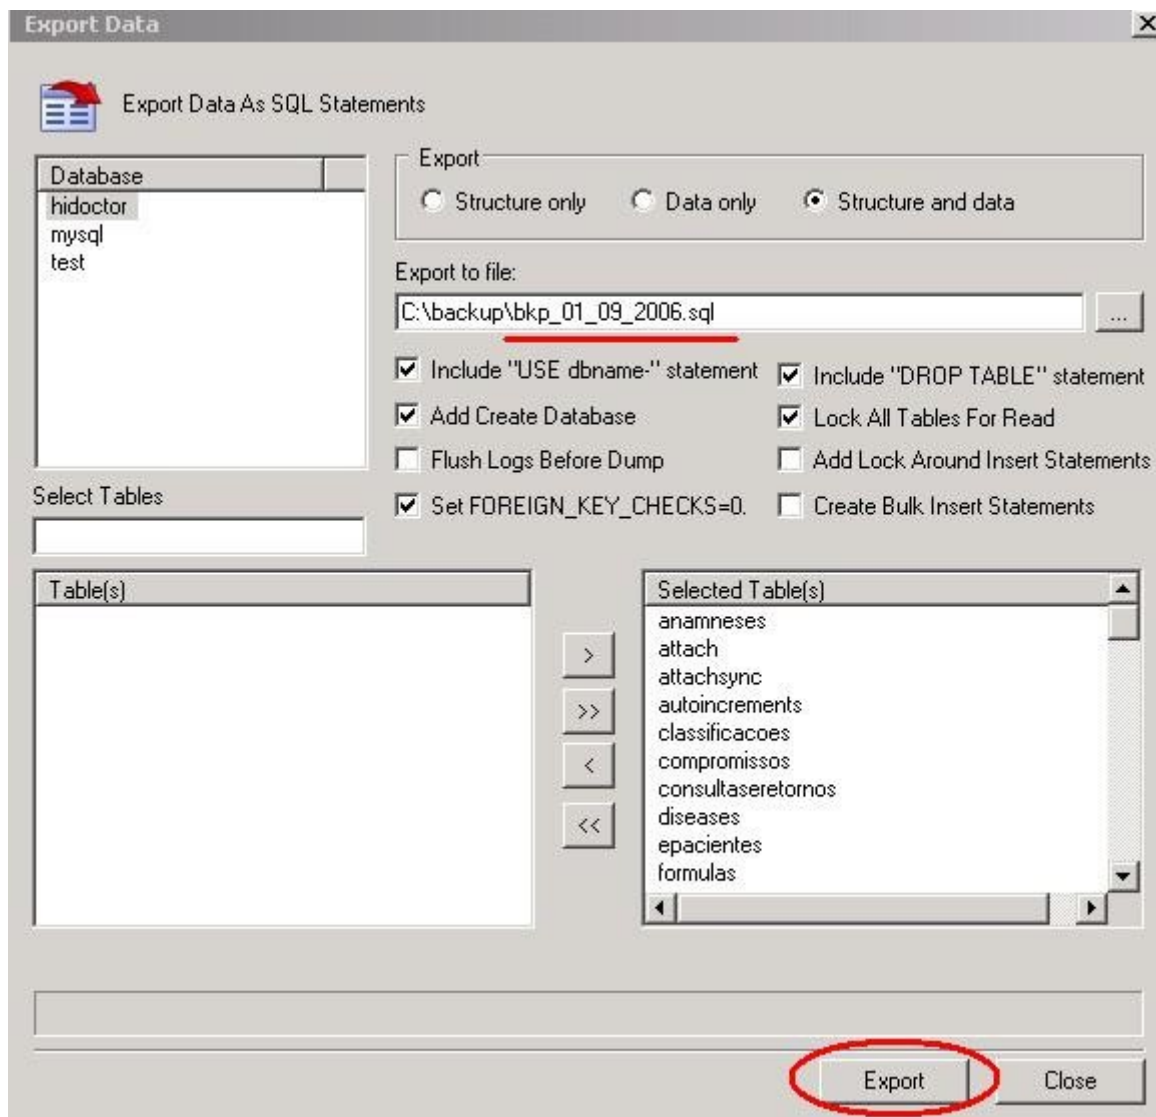 Export Data
Export Data As SQL Statements
Database
hidoctor
mysql
test
Export
Structure only
Data only
Structure and data
Export to file:
C:\backup\bkp_01_09_2006.sql
...
Include "USE dbname-" statement
Include "DROP TABLE" statement
Add Create Database
Lock All Tables For Read
Flush Logs Before Dump
Add Lock Around Insert Statements
Set FOREIGN_KEY_CHECKS=0.
Create Bulk Insert Statements
Select Tables
Table(s)
>
>>
<
<<
Selected Table(s)
anamneses
attach
attachsync
autoincrements
classificacoes
compromissos
consultaseretornos
diseases
epacientes
formulas
Export
Close